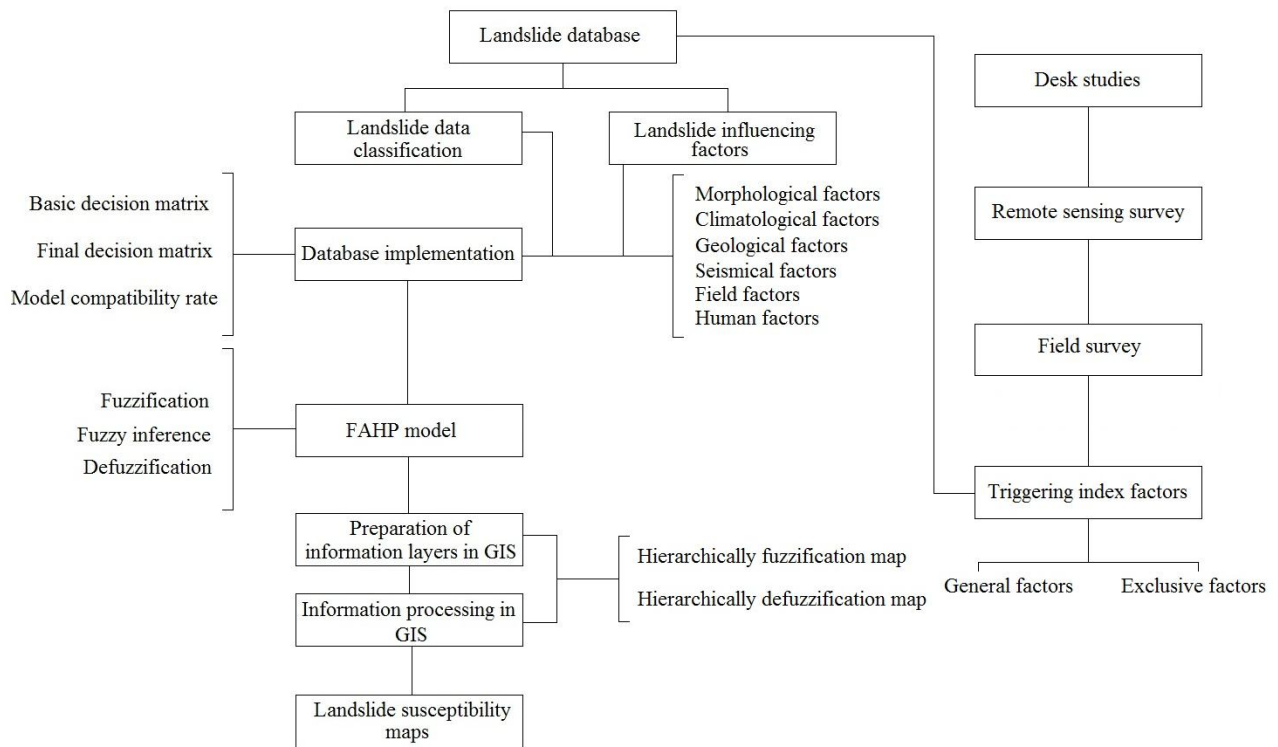 Landslide database
Desk studies
Landslide data
classification
Landslide influencing
factors
Basic decision matrix
Final decision matrix
Model compatibility rate
Database implementation
Morphological factors
Climatological factors
Geological factors
Seismical factors
Field factors
Human factors
Remote sensing survey
Field survey
Fuzzification
Fuzzy inference
Defuzzification
FAHP model
Triggering index factors
General factors
Exclusive factors
Preparation of
information layers in GIS
Information processing in
GIS
Hierarchically fuzzification map
Hierarchically defuzzification map
Landslide susceptibility
maps